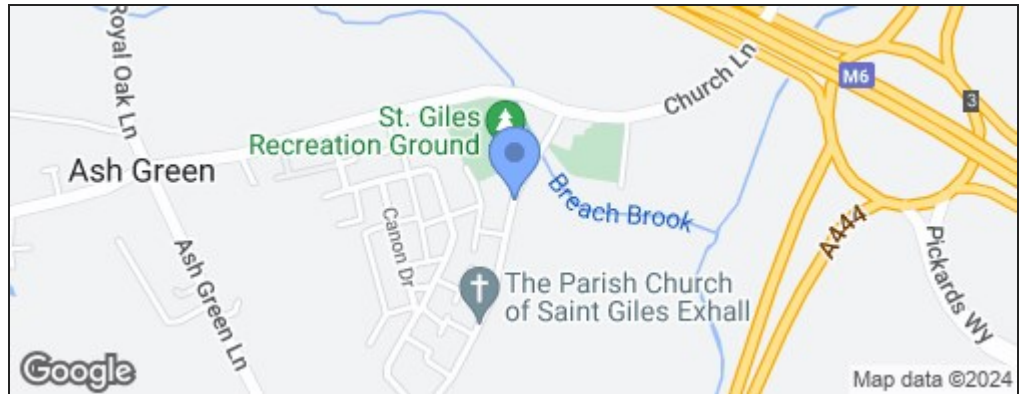 Royal Oak Ln
Church Ln
M6
3
St. Giles
Recreation Ground
Ash Green
Breach Brook
Canon Dr
A444
Pickards Wy
Ash Green Ln
The Parish Church
of Saint Giles Exhall
Google
Map data ©2024